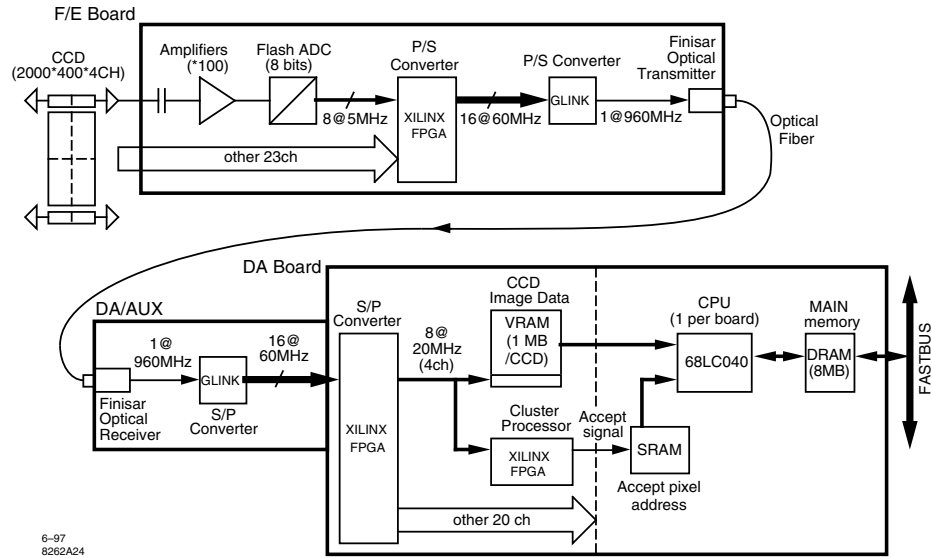 F/E Board
CCD
(2000*400*4CH)
Amplifiers
(*100)
Flash ADC
(8 bits)
P/S
Converter
P/S Converter
Finisar
Optical
Transmitter
8@5MHz
XILINX
FPGA
16@60MHz
GLINK
1@960MHz
Optical
Fiber
other 23ch
DA Board
DA/AUX
1@
960MHz
GLINK
16@
60MHz
S/P
Converter
Finisar
Optical
Receiver
S/P
Converter
XILINX
FPGA
8@
20MHz
(4ch)
CCD
Image Data
VRAM
(1 MB
/CCD)
Cluster
Processor
XILINX
FPGA
Accept
signal
SRAM
Accept pixel
address
CPU
(1 per board)
68LC040
MAIN
memory
DRAM
(8MB)
FASTBUS
other 20 ch
6–97
8262A24